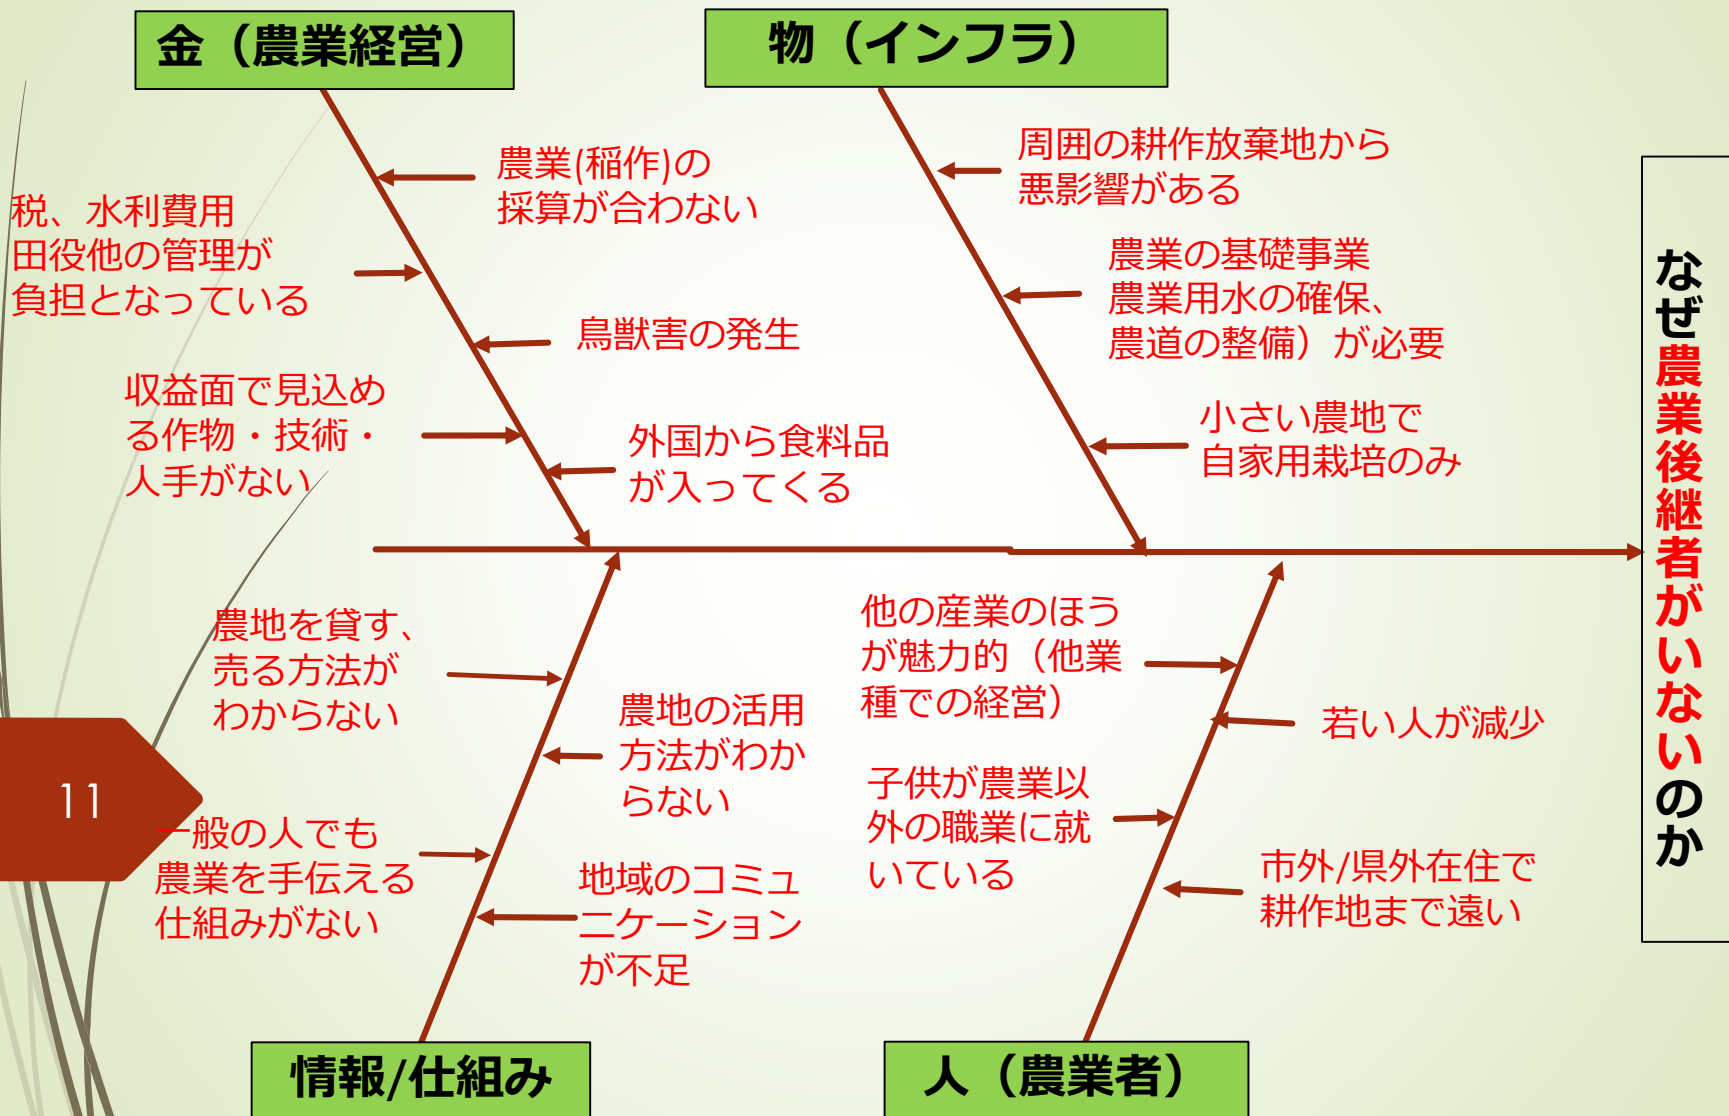 金（農業経営）
物（インフラ）
農業(稲作)の
採算が合わない
税、水利費用
田役他の管理が
負担となっている
鳥獣害の発生
収益面で見込め
る作物・技術・
人手がない
外国から食料品
が入ってくる
周囲の耕作放棄地から
悪影響がある
農業の基礎事業
農業用水の確保、
農道の整備）が必要
小さい農地で
自家用栽培のみ
なぜ農業後継者がいないのか
農地を貸す、
売る方法が
わからない
農地の活用
方法がわか
らない
一般の人でも
農業を手伝える
仕組みがない
地域のコミュ
ニケーション
が不足
他の産業のほう
が魅力的（他業
種での経営）
若い人が減少
子供が農業以
外の職業に就
いている
市外/県外在住で
耕作地まで遠い
情報/仕組み
人（農業者）
11